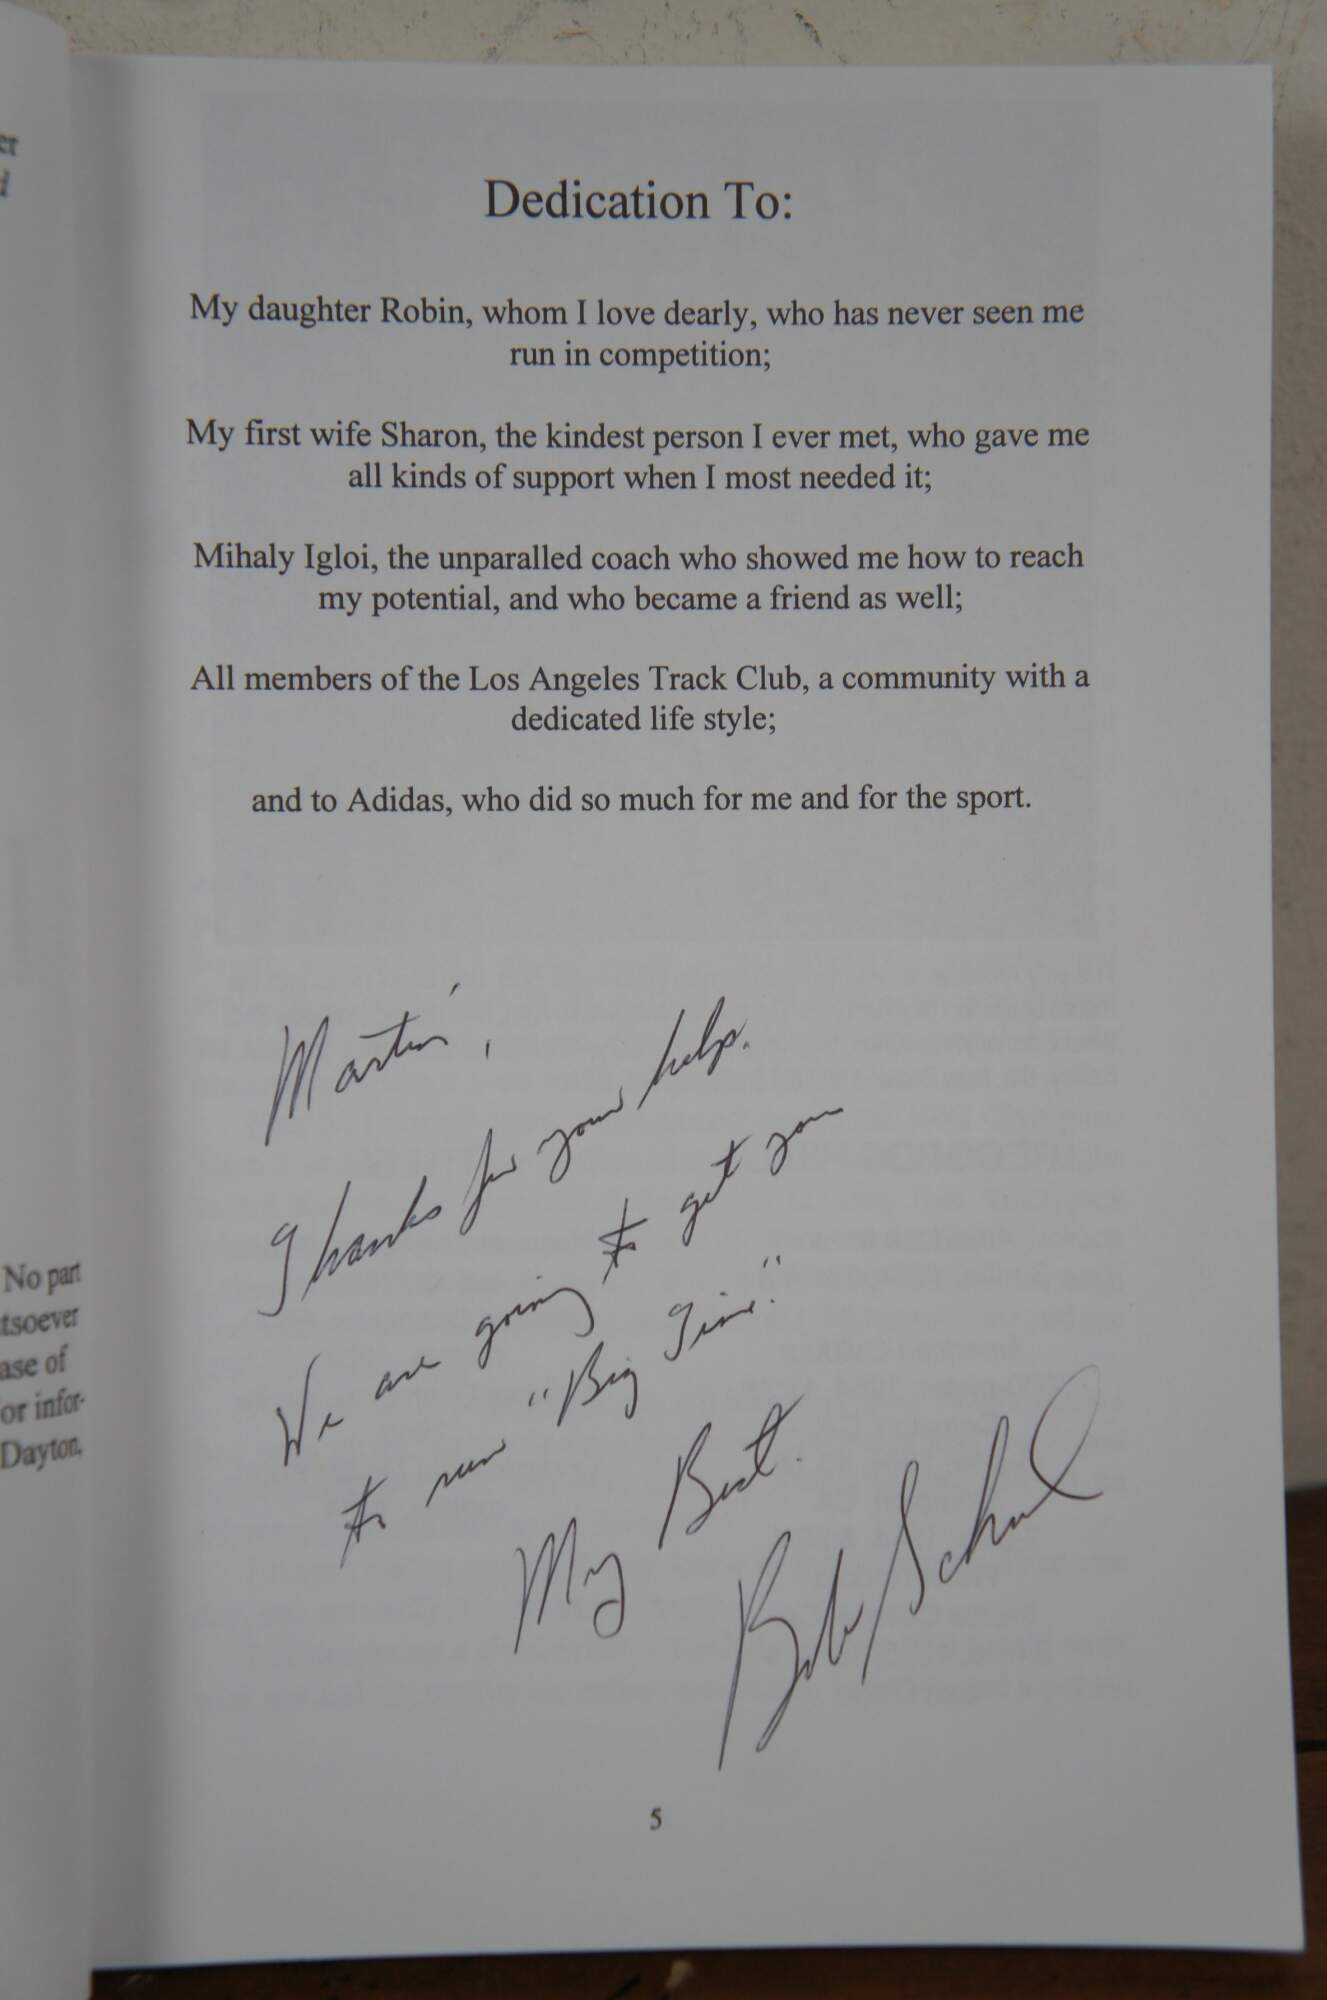 er
d
No part
tsoever
ase of
or infor-
Dayton.
Dedication To:
My daughter Robin, whom I love dearly, who has never seen me
run in competition;
My first wife Sharon, the kindest person I ever met, who gave me
all kinds of support when I most needed it;
Mihaly Igloi, the unparalled coach who showed me how to reach
my potential, and who became a friend as well;
All members of the Los Angeles Track Club, a community with a
dedicated life style;
and to Adidas, who did so much for me and for the sport.
Martin,
Thanks for your help.
We are going to get you
to run "Big Time."
My Best.
Bob Schul
5